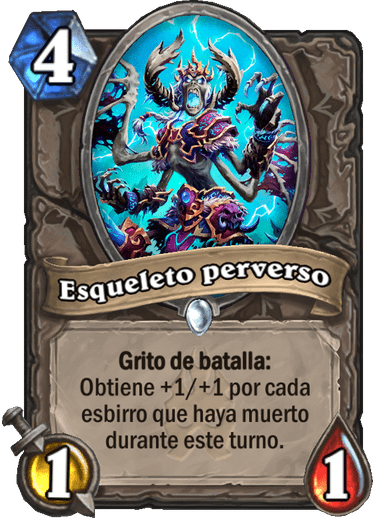 4
Esqueleto perverso
Grito de batalla:
Obtiene +1/+1 por cada
esbirro que haya muerto
durante este turno.
1
1